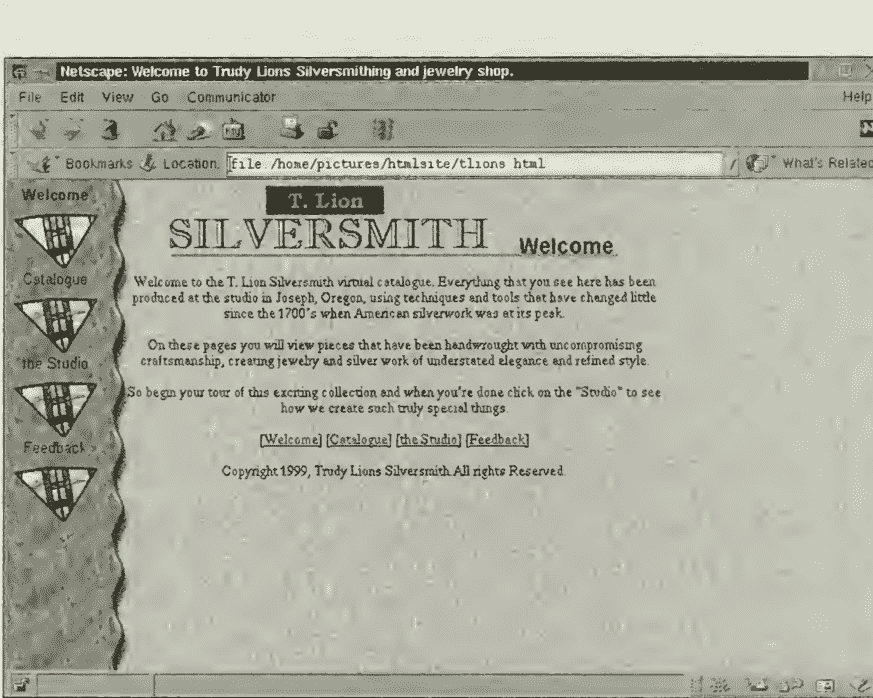 Netscape: Welcome to Trudy Lions Silversmithing and jewelry shop.
File Edit View Go Communicator Help
Bookmarks Location. file /home/pictures/htmlsite/tlions html What's Related
Welcome
Catalogue
the Studio
Feedback
T. Lion
SILVERSMITH Welcome
Welcome to the T. Lion Silversmith virtual catalogue. Everything that you see here has been
produced at the studio in Joseph, Oregon, using techniques and tools that have changed little
since the 1700's when American silverwork was at its peak.
On these pages you will view pieces that have been handwrought with uncompromising
craftsmanship, creating jewelry and silver work of understated elegance and refined style.
So begin your tour of this exciting collection and when you're done click on the "Studio" to see
how we create such truly special things.
[Welcome] [Catalogue] [the Studio] [Feedback]
Copyright 1999, Trudy Lions Silversmith All rights Reserved.